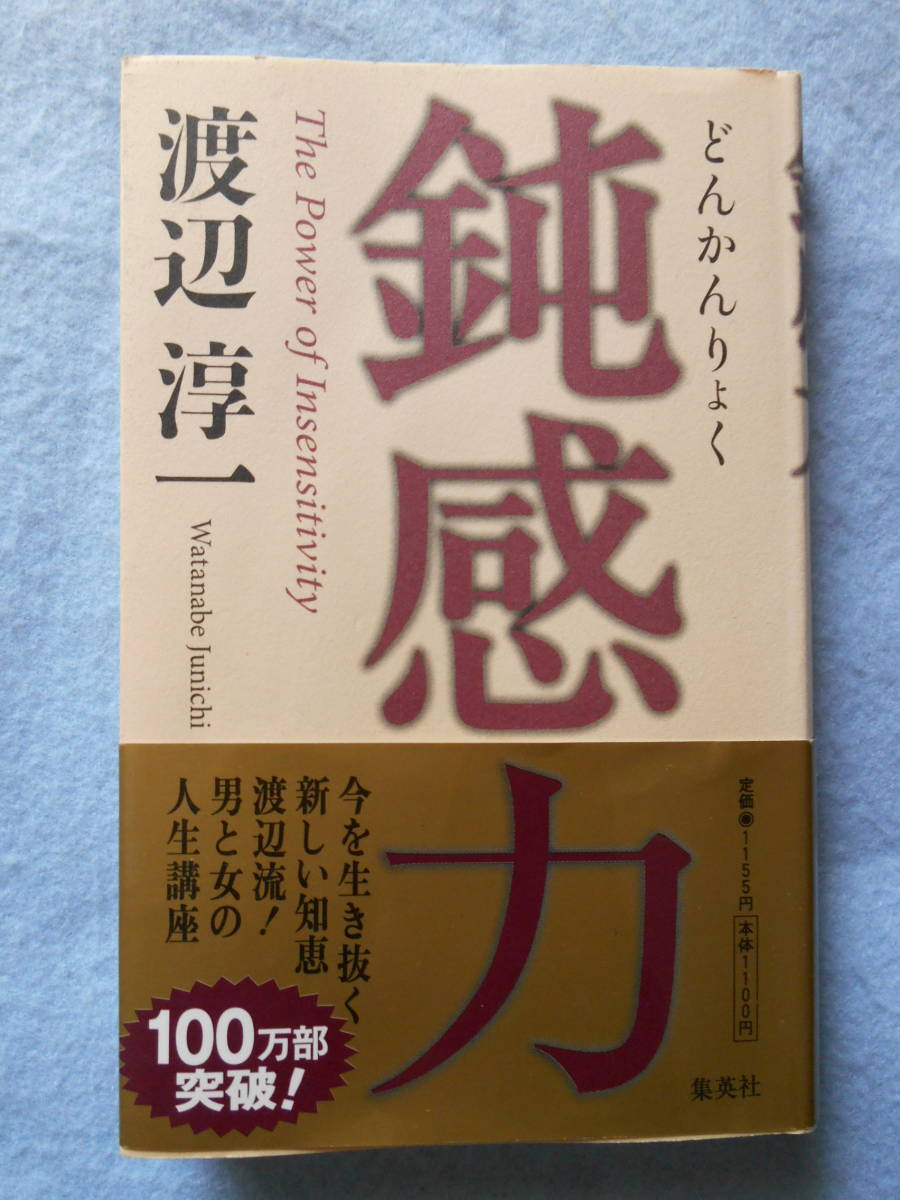 どんかんりょく
鈍感力
The Power of Insensitivity
渡辺 淳一
Watanabe Junichi
定価◉1155円 本体1100円
集英社
今を生き抜く
新しい知恵
渡辺流！
男と女の
人生講座
100万部
突破！